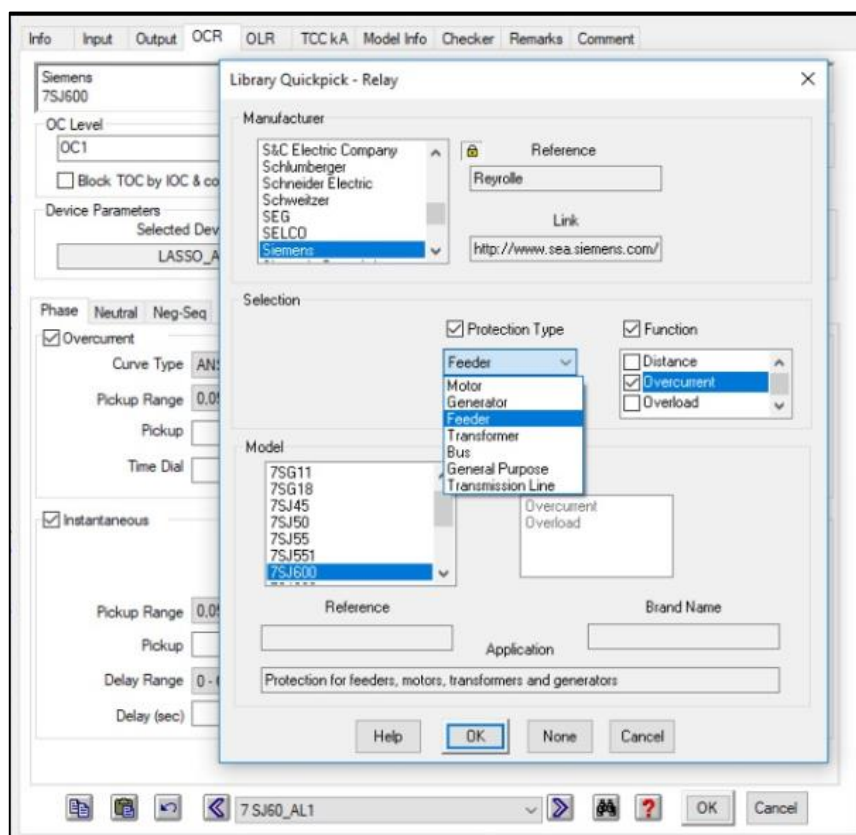 Info Input Output OCR OLR TCC kA Model Info Checker Remarks Comment
Siemens
7SJ600
OC Level
OC1
Block TOC by IOC & co
Device Parameters
Selected Dev
LASSO_A
Phase Neutral Neg-Seq
Overcurrent
Curve Type AN
Pickup Range 0.05
Pickup
Time Dial
Instantaneous
Pickup Range 0.05
Pickup
Delay Range 0 -
Delay (sec)
Library Quickpick - Relay
Manufacturer
S&C Electric Company
Schlumberger
Schneider Electric
Schweitzer
SEG
SELCO
Siemens
Reference
Reyrolle
Link
http://www.sea.siemens.com/
Selection
Protection Type
Feeder
Motor
Generator
Feeder
Transformer
Bus
General Purpose
Transmission Line
Function
Distance
Overcurrent
Overload
Model
7SG11
7SG18
7SJ45
7SJ50
7SJ55
7SJ551
7SJ600
Overcurrent
Overload
Reference
Brand Name
Application
Protection for feeders, motors, transformers and generators
Help OK None Cancel
7 SJ60_AL1
OK Cancel